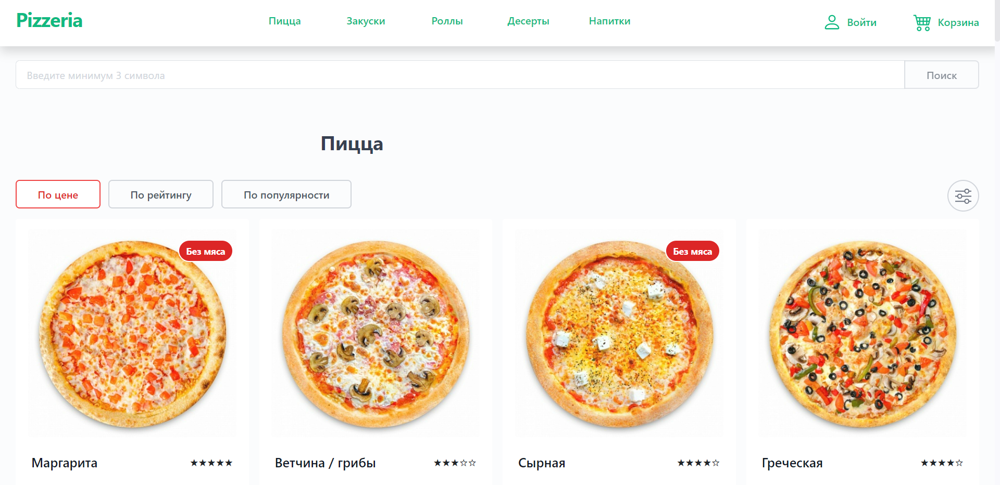 Pizzeria
Пицца
Закуски
Роллы
Десерты
Напитки
Войти
Корзина
Введите минимум 3 символа
Поиск
Пицца
По цене
По рейтингу
По популярности
Без мяса
Без мяса
Маргарита ★★★★★
Ветчина / грибы ★★★☆☆
Сырная ★★★★☆
Греческая ★★★★☆